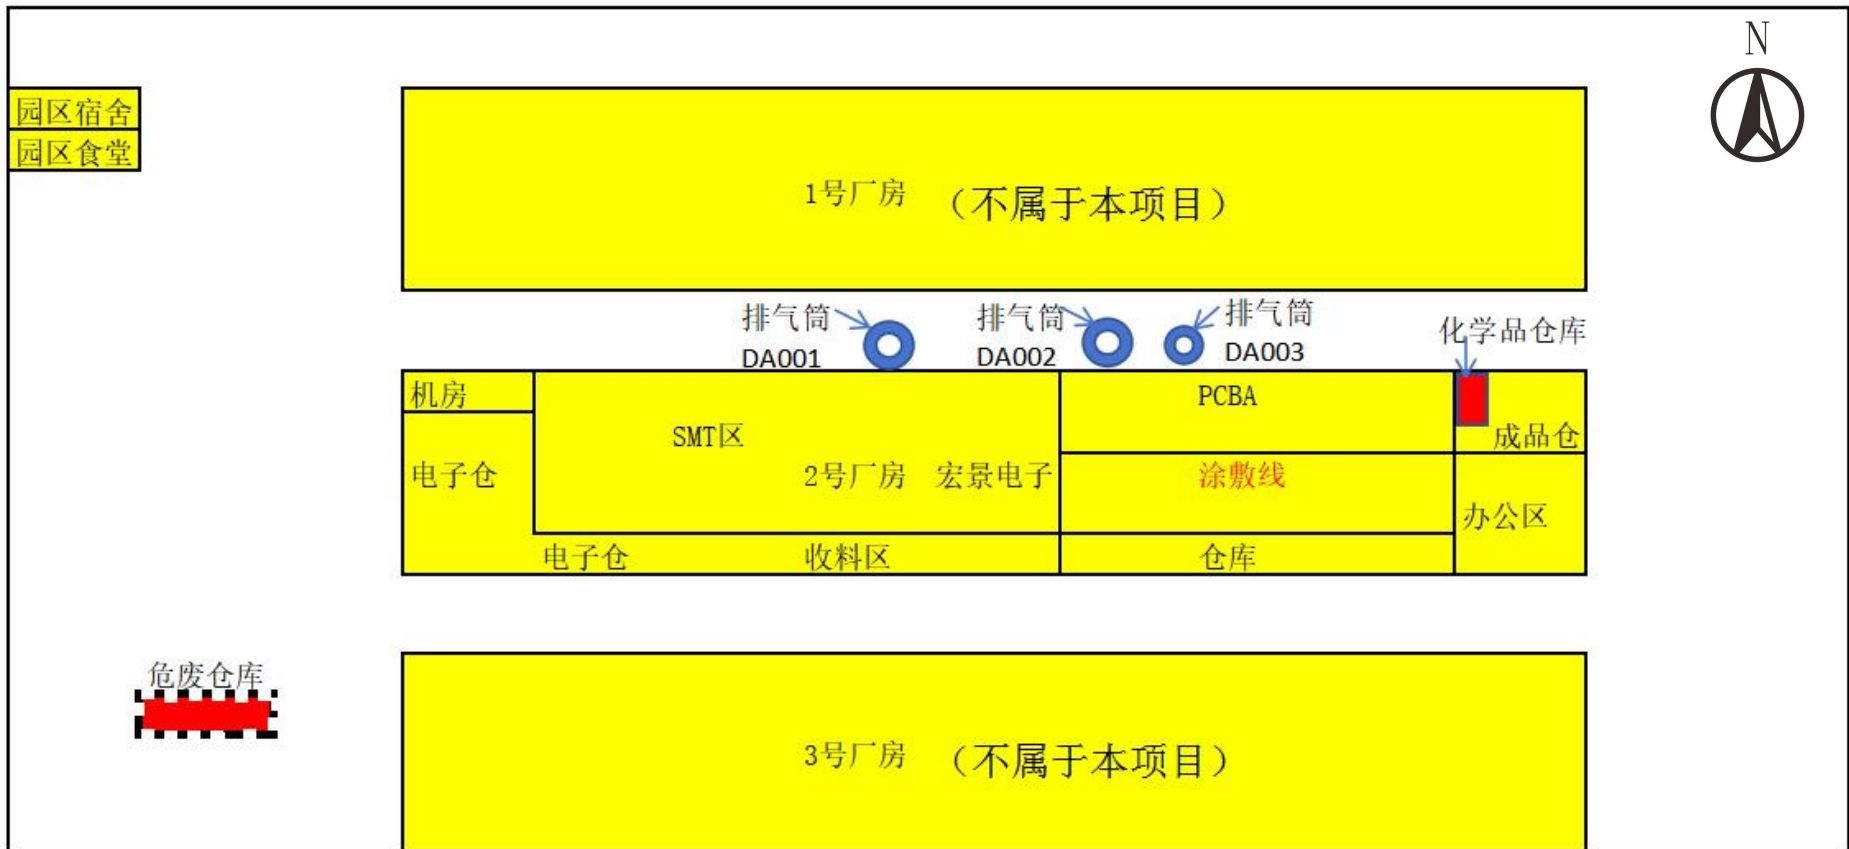 N
园区宿舍
园区食堂
1号厂房 （不属于本项目）
排气筒
DA001
排气筒
DA002
排气筒
DA003
化学品仓库
机房
PCBA
SMT区
成品仓
电子仓
2号厂房 宏景电子
涂敷线
办公区
电子仓
收料区
仓库
危废仓库
3号厂房 （不属于本项目）